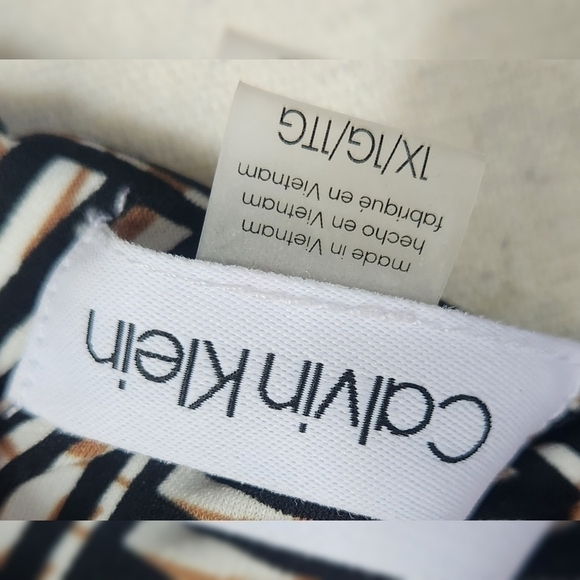 Calvin Klein
made in Vietnam
hecho en Vietnam
fabriqué en Vietnam
1X/1G/1TG